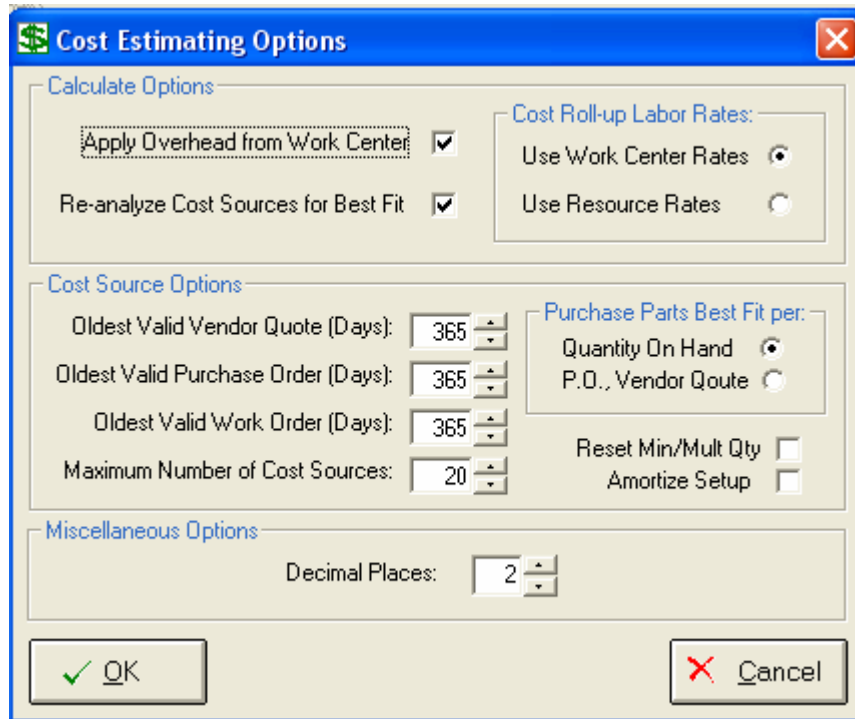 Cost Estimating Options
Calculate Options
Apply Overhead from Work Center
Re-analyze Cost Sources for Best Fit
Cost Roll-up Labor Rates:
Use Work Center Rates
Use Resource Rates
Cost Source Options
Oldest Valid Vendor Quote (Days): 365
Oldest Valid Purchase Order (Days): 365
Oldest Valid Work Order (Days): 365
Maximum Number of Cost Sources: 20
Purchase Parts Best Fit per:
Quantity On Hand
P.O., Vendor Qoute
Reset Min/Mult Qty
Amortize Setup
Miscellaneous Options
Decimal Places: 2
OK
Cancel